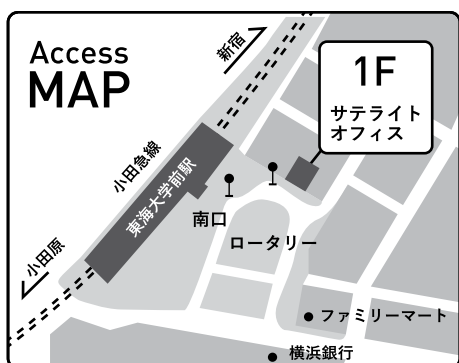 Access
MAP
新宿
1F
サテライト
オフィス
小田急線
東海大学前駅
南口
ロータリー
小田原
ファミリーマート
横浜銀行